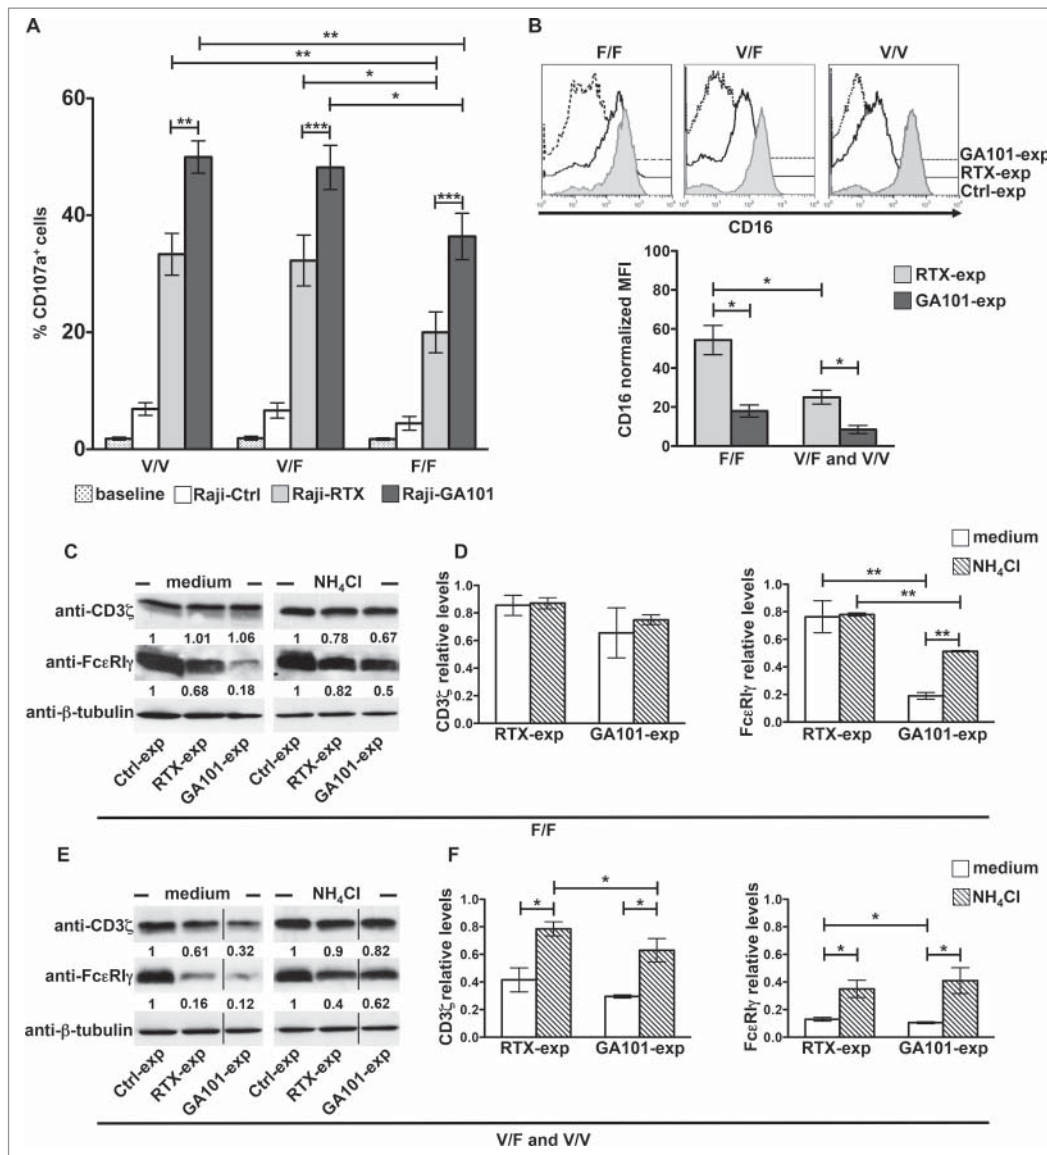 A
**
**
*
*
60
40
20
0
% CD107a+ cells
**
***
***
V/V V/F F/F
baseline Raji-Ctrl Raji-RTX Raji-GA101
B
F/F V/F V/V
GA101-exp
RTX-exp
Ctrl-exp
CD16
100
80
60
40
20
0
CD16 normalized MFI
*
*
*
RTX-exp
GA101-exp
F/F V/F and V/V
C
medium NH4Cl
anti-CD3ζ
1 1.01 1.06 1 0.78 0.67
anti-FcεRIγ
1 0.68 0.18 1 0.82 0.5
anti-β-tubulin
Ctrl-exp RTX-exp GA101-exp Ctrl-exp RTX-exp GA101-exp
D
CD3ζ relative levels
1.0
0.8
0.6
0.4
0.2
0.0
RTX-exp GA101-exp
medium
NH4Cl
FcεRIγ relative levels
1.0
0.8
0.6
0.4
0.2
0.0
**
**
**
RTX-exp GA101-exp
F/F
E
medium NH4Cl
anti-CD3ζ
1 0.61 0.32 1 0.9 0.82
anti-FcεRIγ
1 0.16 0.12 1 0.4 0.62
anti-β-tubulin
Ctrl-exp RTX-exp GA101-exp Ctrl-exp RTX-exp GA101-exp
F
CD3ζ relative levels
1.0
0.8
0.6
0.4
0.2
0.0
*
*
*
RTX-exp GA101-exp
medium
NH4Cl
FcεRIγ relative levels
1.0
0.8
0.6
0.4
0.2
0.0
*
*
*
RTX-exp GA101-exp
V/F and V/V